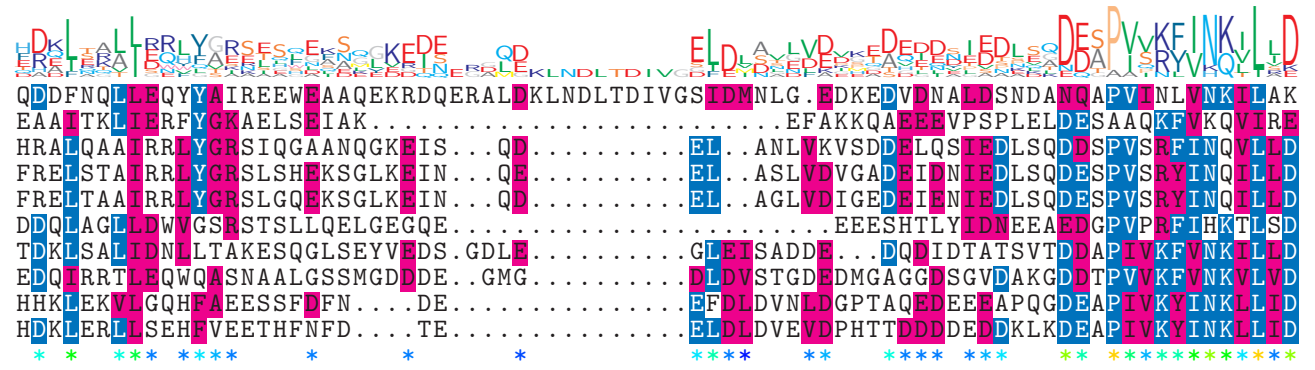 QDDFNQLLEQYYAIREEWEAAQEKRDQERALDKLNDLTDIVGSIDMNLG.EDKEDVDNALDSNDANQAPVINLVNKILAK
EAAITKLIERFYGKAELSEIAK..........................EFAKKQAEEEVPSPLELDESAAQKFVKQVIRE
HRALQAAIRRLYGRSIQGAANQGKEIS...QD..........EL..ANLVKVSDDELQSIEDLSQDDSPVSRFINQVLLD
FRELSTAIRRLYGRSLSHEKSGLKEIN...QE..........EL..ASLVDVGADEIDNIEDLSQDESPVSRYINQILLD
FRELTAAIRRLYGRSLGQEKSGLKEIN...QD..........EL..AGLVDIGEDEIENIEDLSQDESPVSRYINQILLD
DDQLAGLLDWVGSRSTSLLQELGEGQE........................EEESHTLYIDNEEAEDGPVPRFIHKTLSD
TDKLSALIDNLLTAKESQGLSEYVEDS.GDLE..........GLEISADDE...DQDIDTATSVTDDAPIVKFVNKILLD
EDQIRRTLEQWQASNAALGSSMGDDDE..GMG..........DLDVSTGDEDMGAGGDSGVDAKGDDTPVVKFVNKVLVD
HHKLEKVLGQHFAEESSFDFN....DE...............EFDLDVNLDGPTAQEDEEEAPQGDEAPIVKYINKLLID
HDKLERLLSEHFVEETHFNFD....TE...............ELDLDVEVDPHTTDDDDEDDKLKDEAPIVKYINKLLID